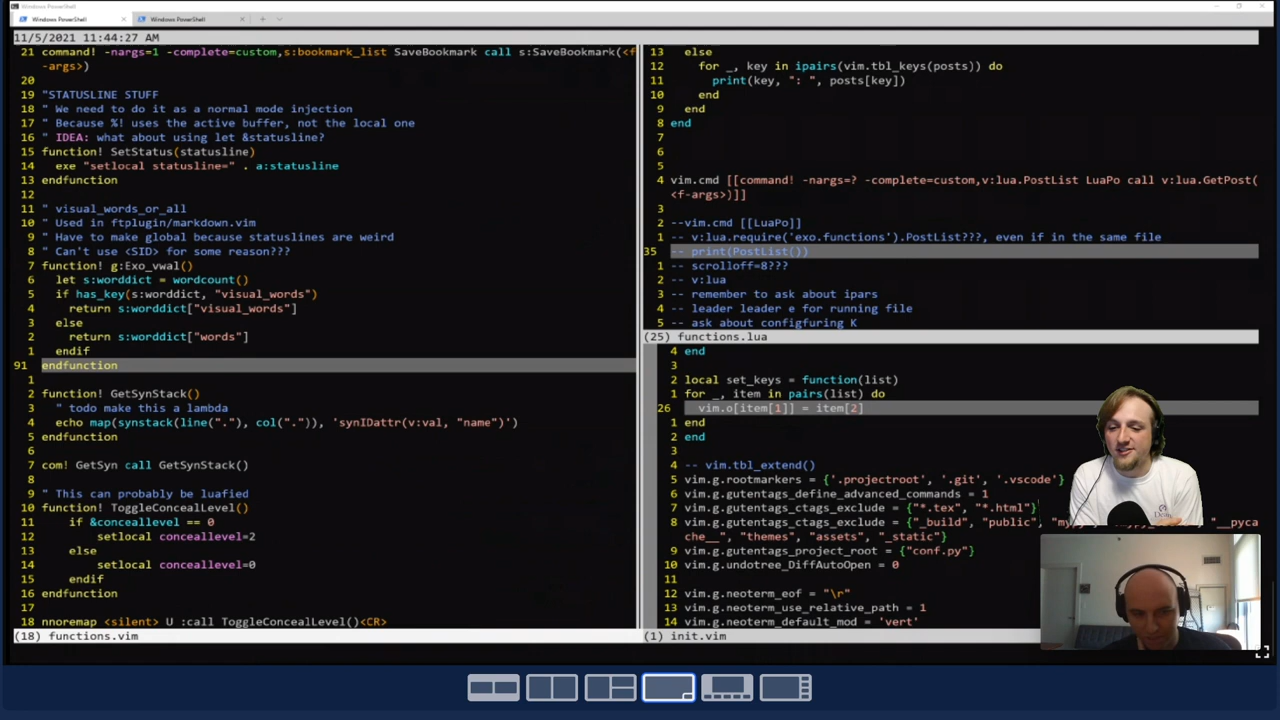 Windows PowerShell
Windows PowerShell
Windows PowerShell
11/5/2021 11:44:27 AM
21 command! -nargs=1 -complete=custom,s:bookmark_list SaveBookmark call s:SaveBookmark(<f
-args>)
20
19 "STATUSLINE STUFF
18 " We need to do it as a normal mode injection
17 " Because %! uses the active buffer, not the local one
16 " IDEA: what about using let &statusline?
15 function! SetStatus(statusline)
14 exe "setlocal statusline=" . a:statusline
13 endfunction
12
11 " visual_words_or_all
10 " Used in ftplugin/markdown.vim
9 " Have to make global because statuslines are weird
8 " Can't use <SID> for some reason???
7 function! g:Exo_vwal()
6 let s:worddict = wordcount()
5 if has_key(s:worddict, "visual_words")
4 return s:worddict["visual_words"]
3 else
2 return s:worddict["words"]
1 endif
91 endfunction
1
2 function! GetSynStack()
3 " todo make this a lambda
4 echo map(synstack(line("."), col(".")), 'synIDattr(v:val, "name")')
5 endfunction
6
7 com! GetSyn call GetSynStack()
8
9 " This can probably be luafied
10 function! ToggleConcealLevel()
11 if &conceallevel == 0
12 setlocal conceallevel=2
13 else
14 setlocal conceallevel=0
15 endif
16 endfunction
17
18 nnoremap <silent> U :call ToggleConcealLevel()<CR>
(18) functions.vim
13 else
12 for _, key in ipairs(vim.tbl_keys(posts)) do
11 print(key, ": ", posts[key])
10 end
9 end
8 end
7
6
5
4 vim.cmd [[command! -nargs=? -complete=custom,v:lua.PostList LuaPo call v:lua.GetPost(
<f-args>)]]
3
2 --vim.cmd [[LuaPo]]
1 -- v:lua.require('exo.functions').PostList???, even if in the same file
35 -- print(PostList())
1 -- scrolloff=8???
2 -- v:lua
3 -- remember to ask about ipars
4 -- leader leader e for running file
5 -- ask about configfuring K
(25) functions.lua
4 end
3
2 local set_keys = function(list)
1 for _, item in pairs(list) do
26 vim.o[item[1]] = item[2]
1 end
2 end
3
4 -- vim.tbl_extend()
5 vim.g.rootmarkers = {'.projectroot', '.git', '.vscode'}
6 vim.g.gutentags_define_advanced_commands = 1
7 vim.g.gutentags_ctags_exclude = {"*.tex", "*.html"}
8 vim.g.gutentags_ctags_exclude = {"_build", "public", "__pyca
che__", "themes", "assets", "_static"}
9 vim.g.gutentags_project_root = {"conf.py"}
10 vim.g.undotree_DiffAutoOpen = 0
11
12 vim.g.neoterm_eof = "\r"
13 vim.g.neoterm_use_relative_path = 1
14 vim.g.neoterm_default_mod = 'vert'
(1) init.vim